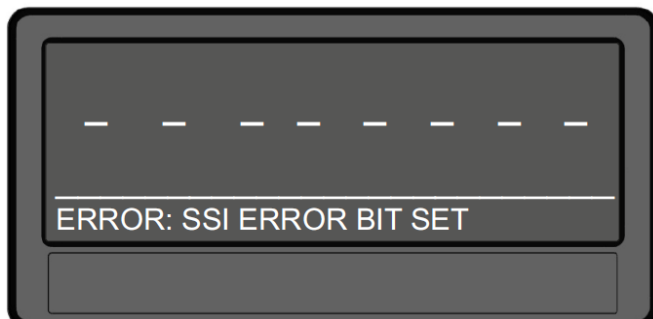 - - - - - - - -
ERROR: SSI ERROR BIT SET